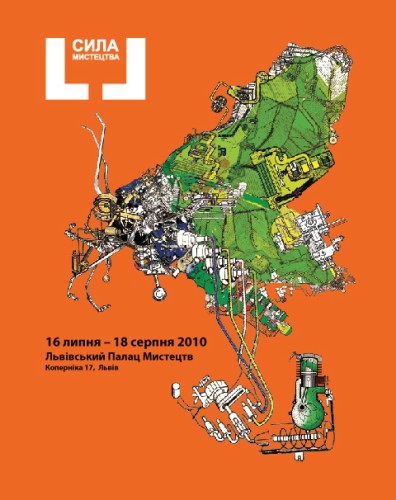 СИЛА
МИСТЕЦТВА
16 липня – 18 серпня 2010
Львівський Палац Мистецтв
Коперніка 17, Львів